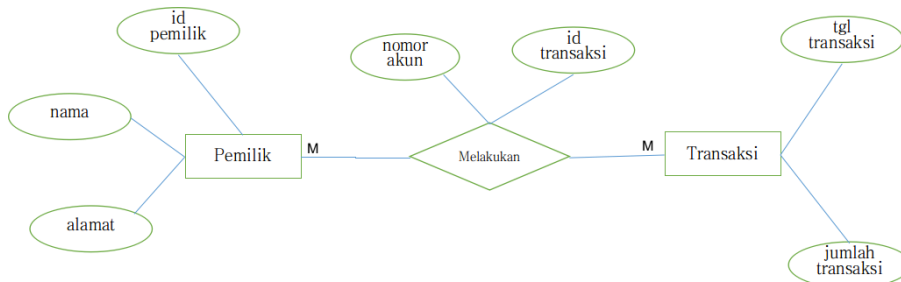 id
pemilik
nomor
akun
id
transaksi
tgl
transaksi
nama
Pemilik
M
Melakukan
M
Transaksi
alamat
jumlah
transaksi